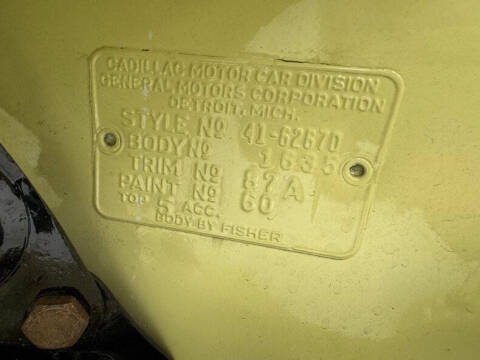 CADILLAC MOTOR CAR DIVISION
GENERAL MOTORS CORPORATION
DETROIT, MICH.
STYLE Nº 41-6267D
BODY Nº 1635
TRIM Nº 87A
PAINT Nº 60
TOP 5 ACC.
BODY BY FISHER